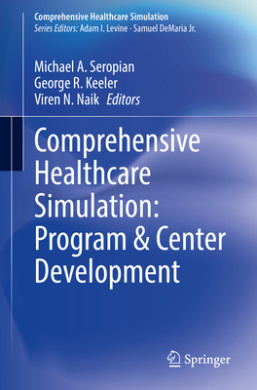 Comprehensive Healthcare Simulation
Series Editors: Adam I. Levine · Samuel DeMaria Jr.
Michael A. Seropian
George R. Keeler
Viren N. Naik Editors
Comprehensive
Healthcare
Simulation:
Program & Center
Development
Springer